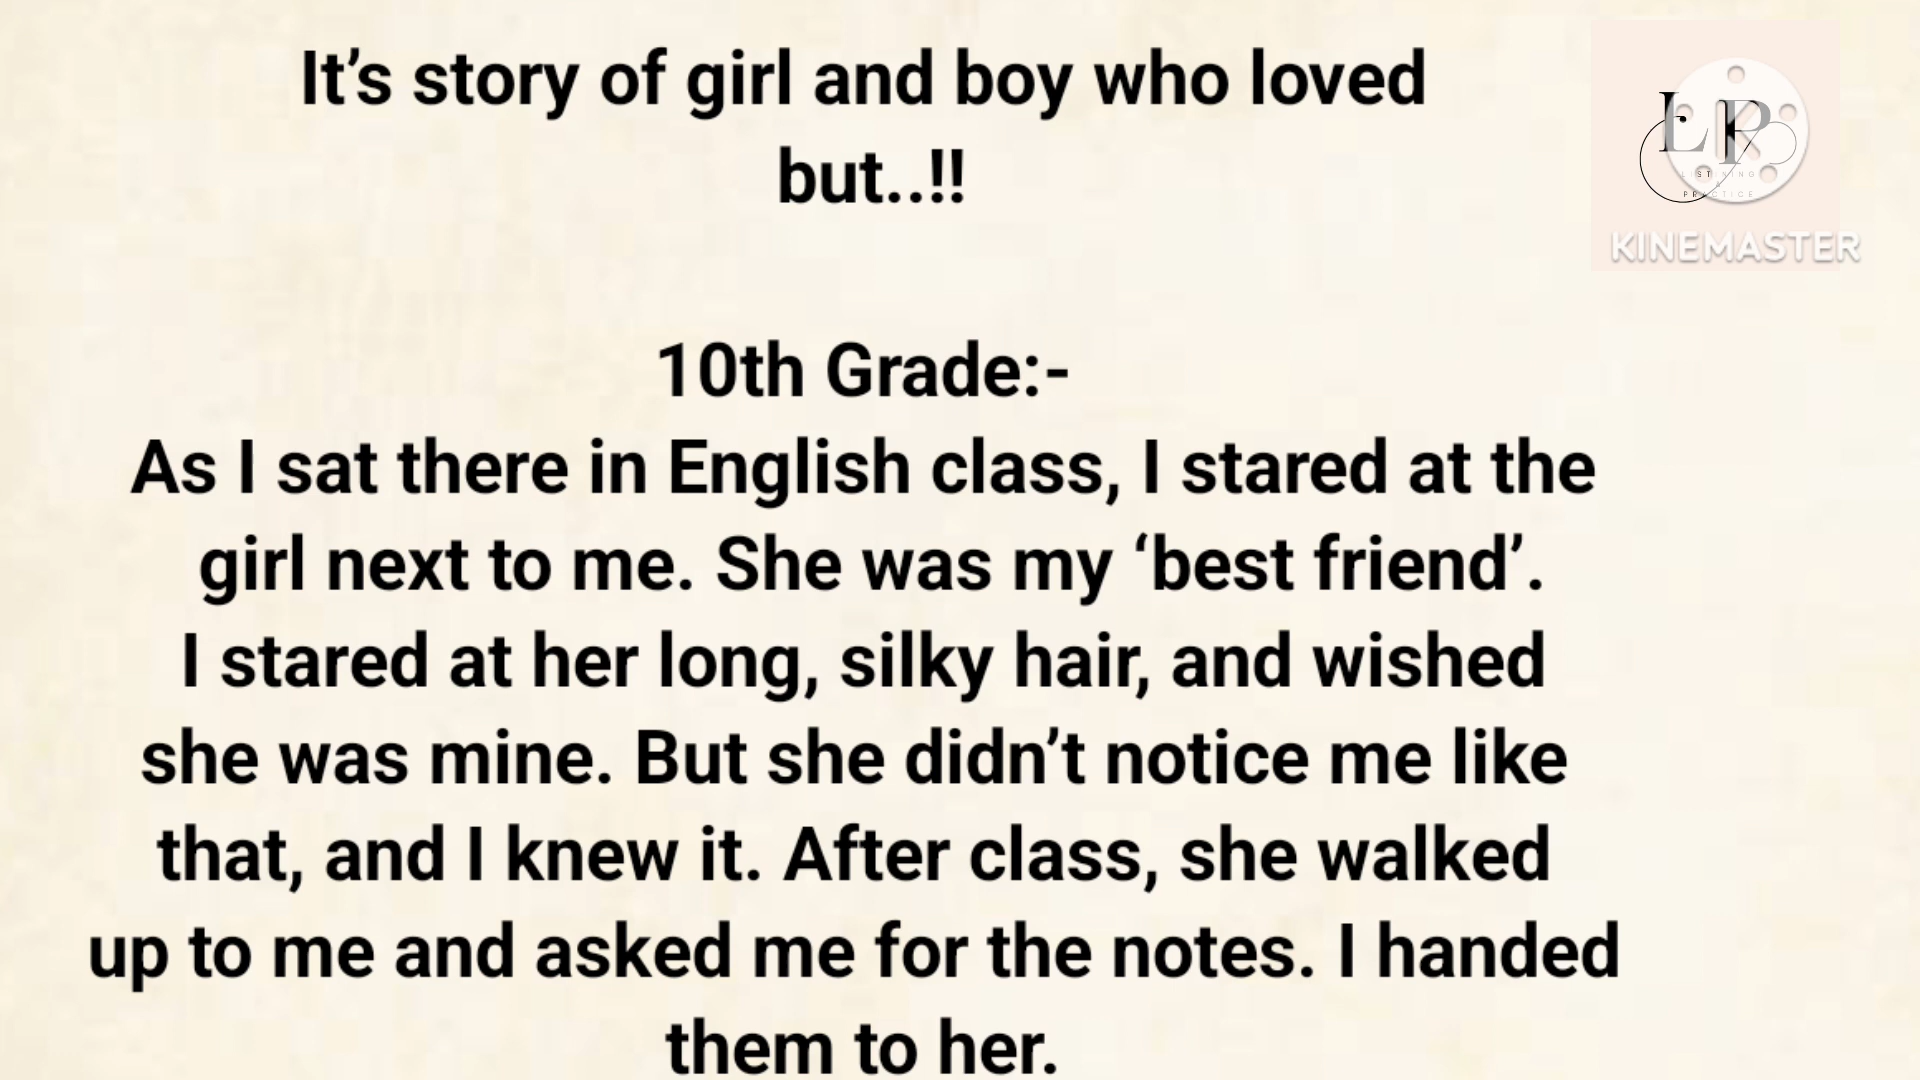 It’s story of girl and boy who loved
but..!!
10th Grade:-
As I sat there in English class, I stared at the
girl next to me. She was my ‘best friend’.
I stared at her long, silky hair, and wished
she was mine. But she didn’t notice me like
that, and I knew it. After class, she walked
up to me and asked me for the notes. I handed
them to her.
LP
LISTENING
PRACTICE
KINEMASTER